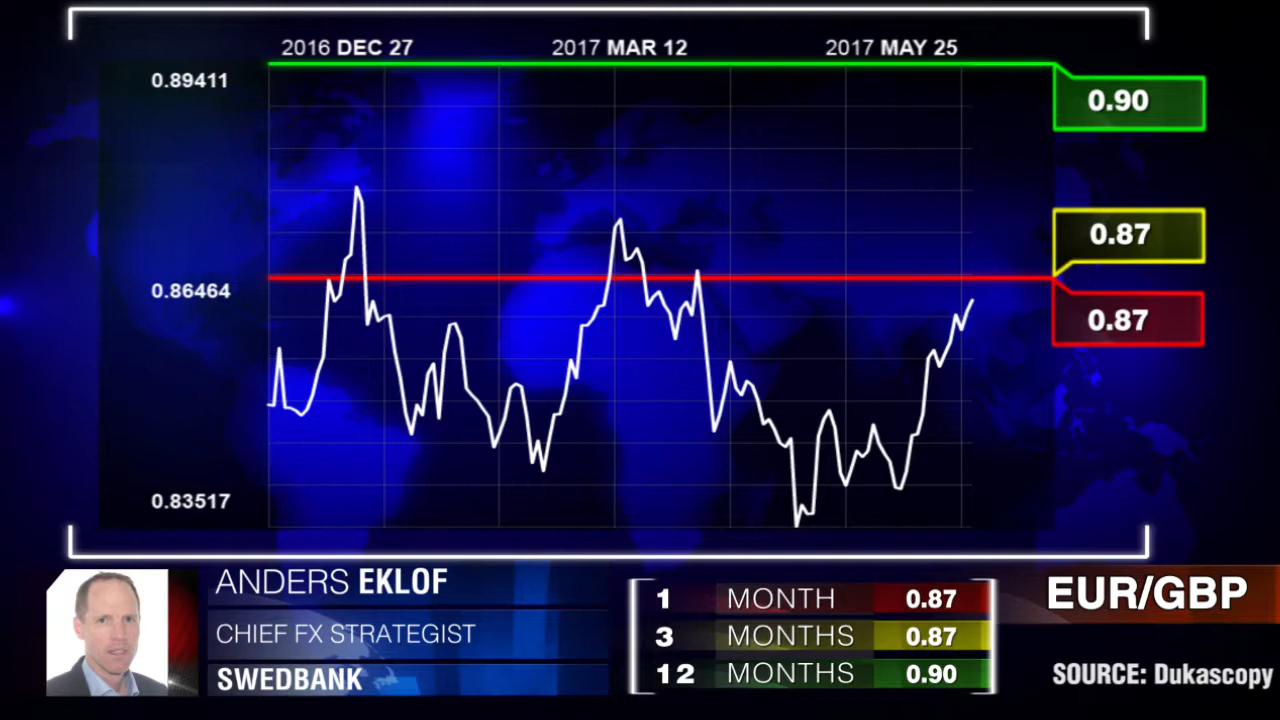 2016 DEC 27 2017 MAR 12 2017 MAY 25
0.89411
0.90
0.87
0.86464
0.87
0.83517
ANDERS EKLOF
CHIEF FX STRATEGIST
SWEDBANK
1 MONTH 0.87
3 MONTHS 0.87
12 MONTHS 0.90
EUR/GBP
SOURCE: Dukascopy